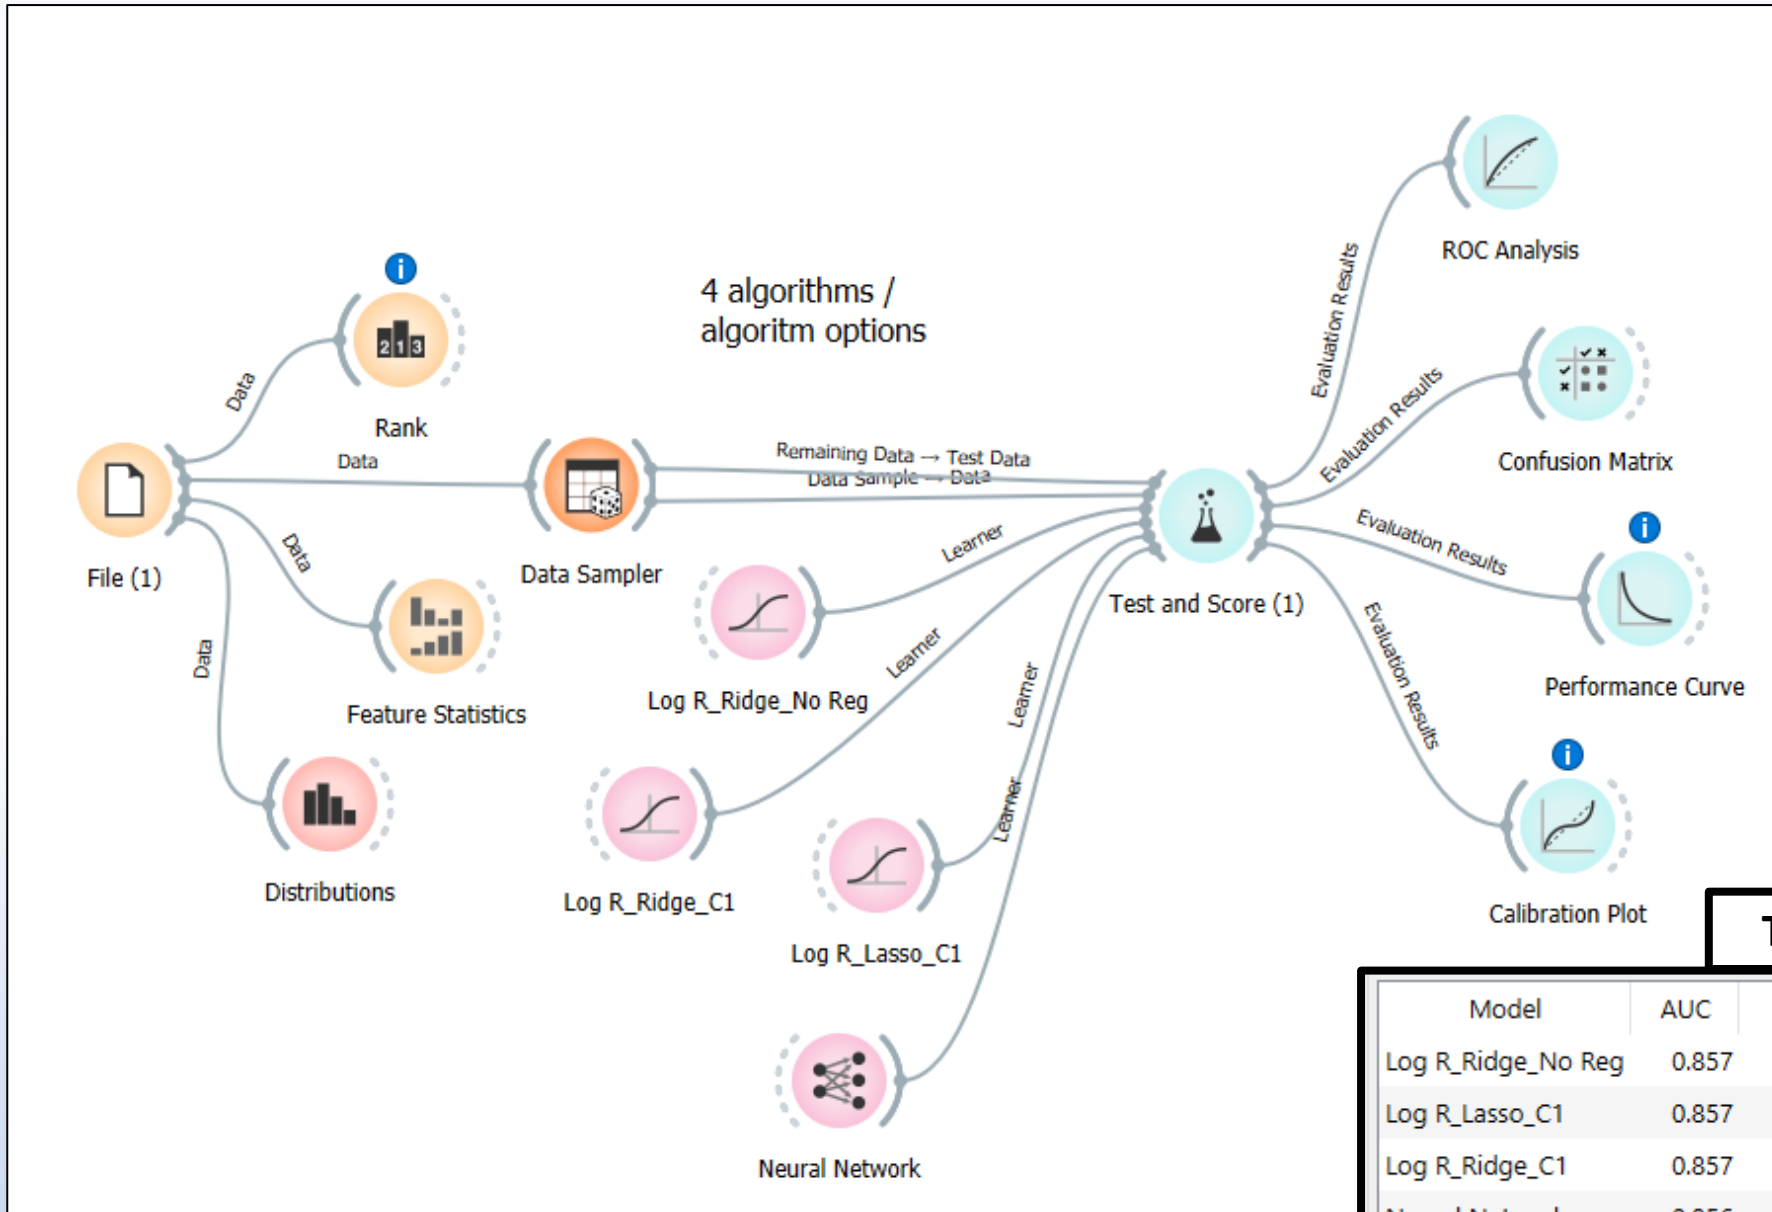 4 algorithms /
algoritm options
ROC Analysis
Evaluation Results
Confusion Matrix
Evaluation Results
Performance Curve
Evaluation Results
Calibration Plot
Evaluation Results
Rank
Data
File (1)
Data
Data Sampler
Remaining Data → Test Data
Data Sample → Data
Test and Score (1)
Data
Feature Statistics
Data
Distributions
Learner
Log R_Ridge_No Reg
Learner
Log R_Ridge_C1
Learner
Log R_Lasso_C1
Learner
Neural Network
2 1 3
i
i
i
T
Model AUC
Log R_Ridge_No Reg 0.857
Log R_Lasso_C1 0.857
Log R_Ridge_C1 0.857